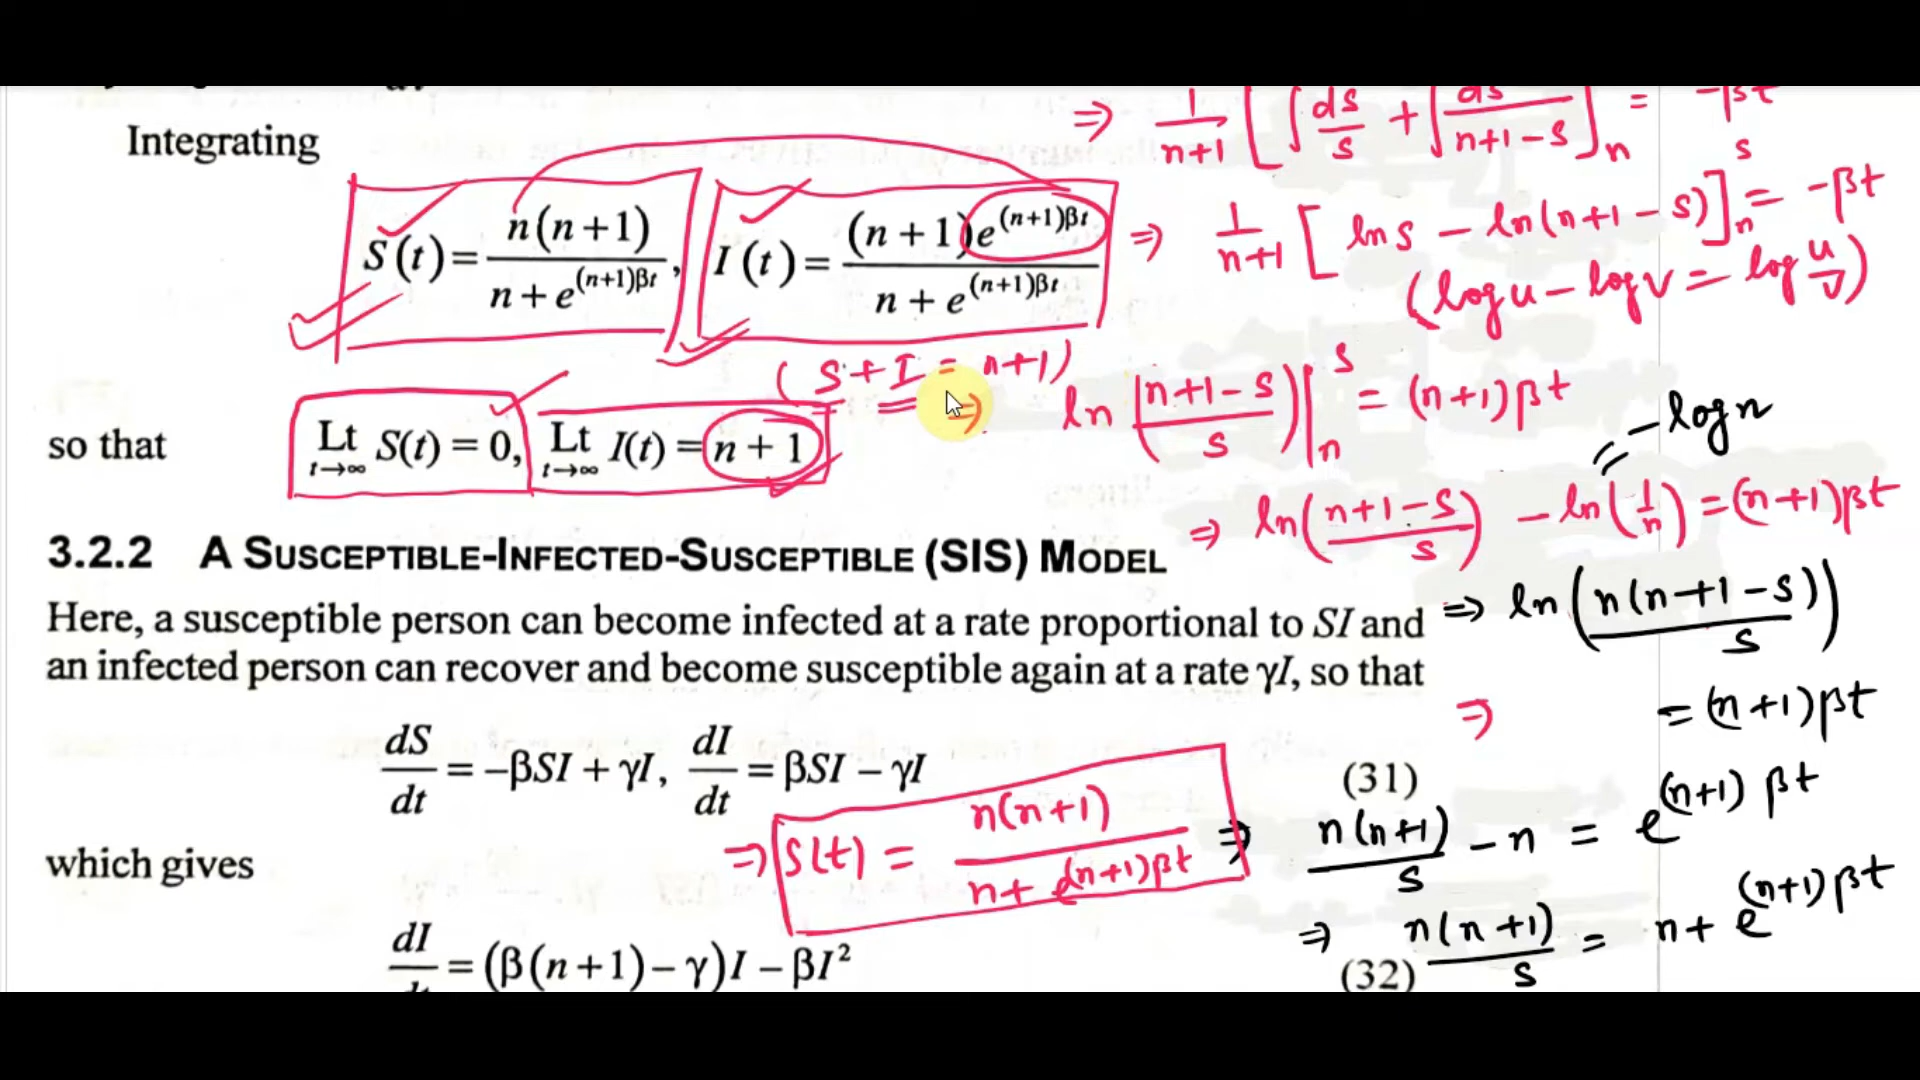 Integrating
S(t) = n(n+1) / n + e^{(n+1)βt}, I(t) = (n+1)e^{(n+1)βt} / n + e^{(n+1)βt}
(S+I = n+1)
so that Lt t→∞ S(t) = 0, Lt t→∞ I(t) = n + 1
3.2.2 A SUSCEPTIBLE-INFECTED-SUSCEPTIBLE (SIS) MODEL
Here, a susceptible person can become infected at a rate proportional to SI and
an infected person can recover and become susceptible again at a rate γI, so that
dS/dt = –βSI + γI, dI/dt = βSI – γI (31)
which gives
dI/dt = (β(n+1) – γ)I – βI² (32)
⇒ S(t) = n(n+1) / n + e^{(n+1)βt}
⇒ 1/n+1 [ ∫ ds/s + ∫ ds/n+1-s ]_n = -βt
⇒ 1/n+1 [ ln s - ln(n+1-s) ]_n^s = -βt
(log u - log v = log u/v)
⇒ ln (n+1-s / s) |_n^s = (n+1)βt
-log n
⇒ ln(n+1-s / s) - ln(1/n) = (n+1)βt
⇒ ln (n(n+1-s) / s)
⇒ = (n+1)βt
⇒ n(n+1)/s - n = e^{(n+1)βt}
⇒ n(n+1)/s = n + e^{(n+1)βt}